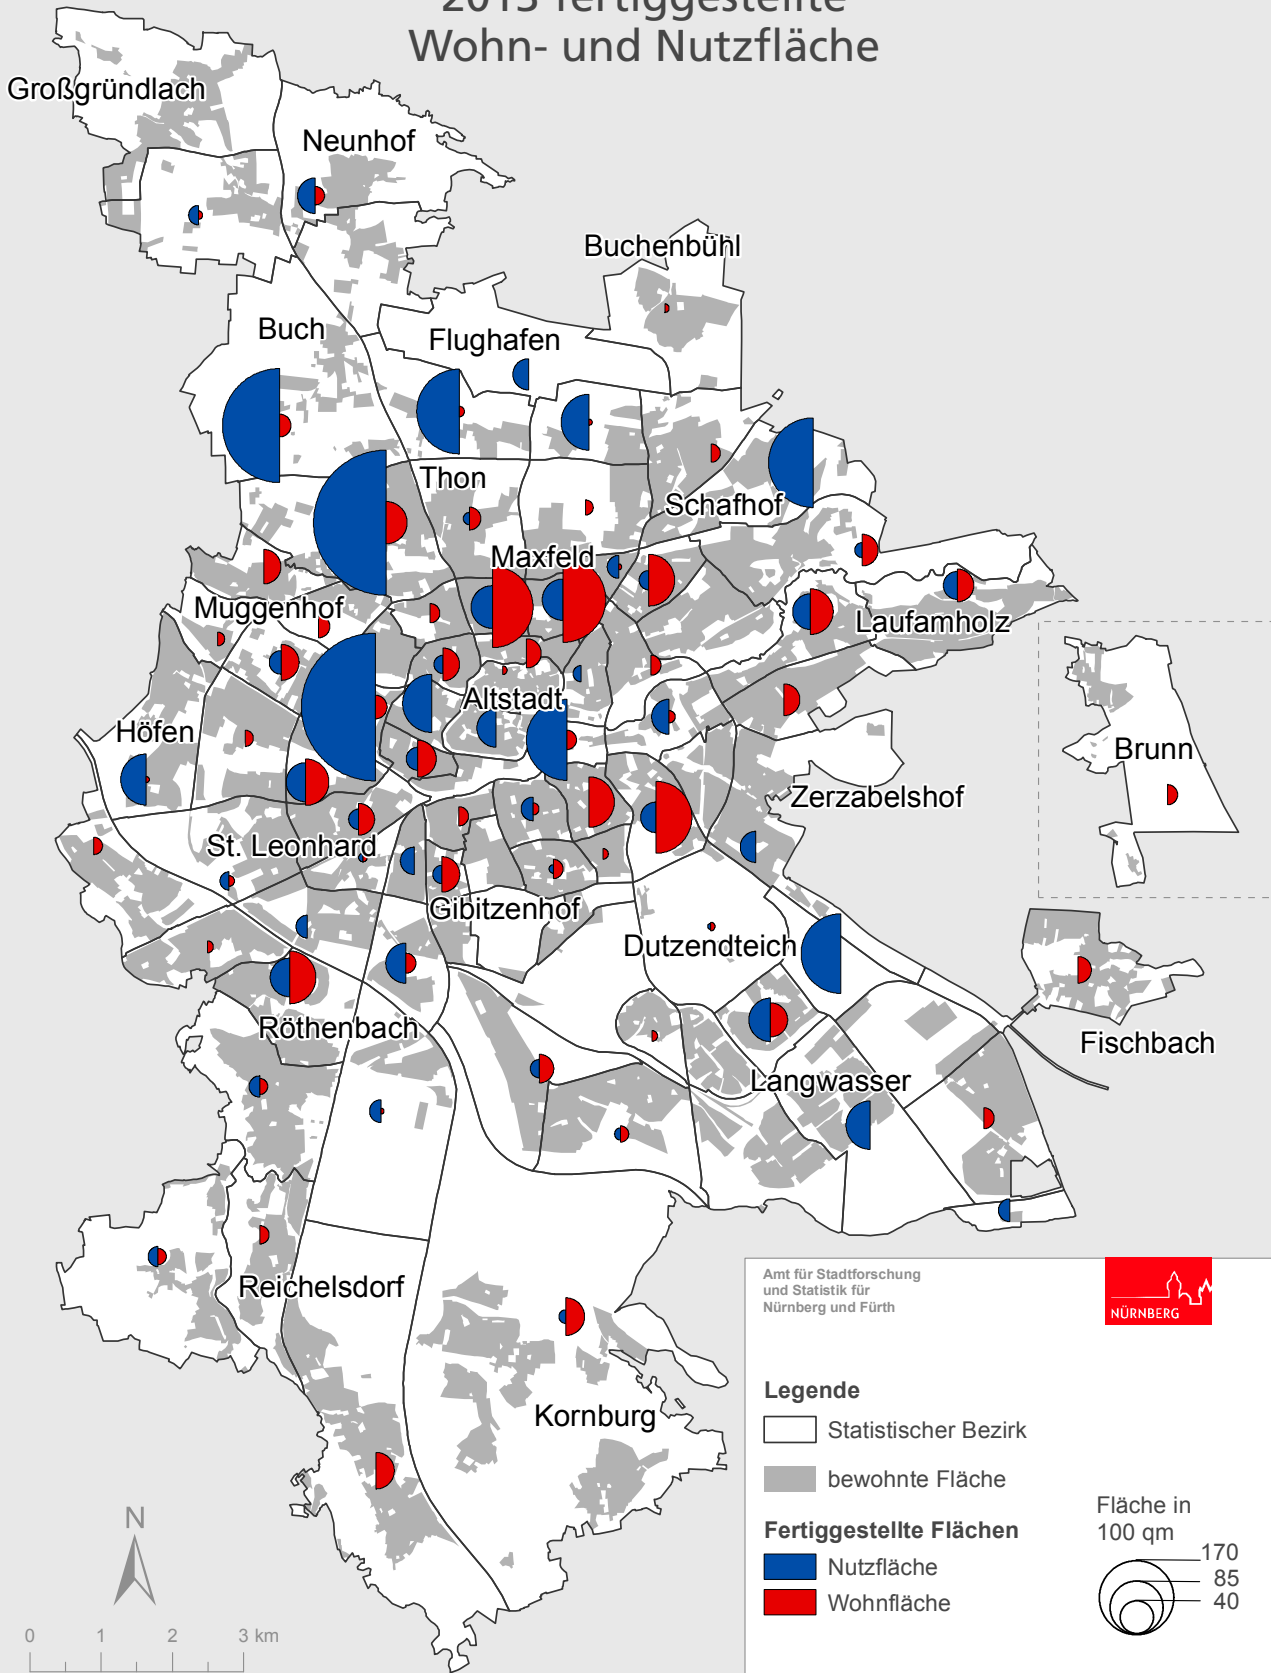 2015 fertiggestellte
Wohn- und Nutzfläche
Großgründlach
Neunhof
Buchenbühl
Buch
Flughafen
Thon
Schafhof
Maxfeld
Muggenhof
Laufamholz
Altstadt
Höfen
Brunn
Zerzabelshof
St. Leonhard
Gibitzenhof
Dutzendteich
Röthenbach
Fischbach
Langwasser
Reichelsdorf
Kornburg
Amt für Stadtforschung
und Statistik für
Nürnberg und Fürth
NÜRNBERG
Legende
Statistischer Bezirk
bewohnte Fläche
Fertiggestellte Flächen
Nutzfläche
Wohnfläche
Fläche in
100 qm
170
85
40
N
0 1 2 3 km